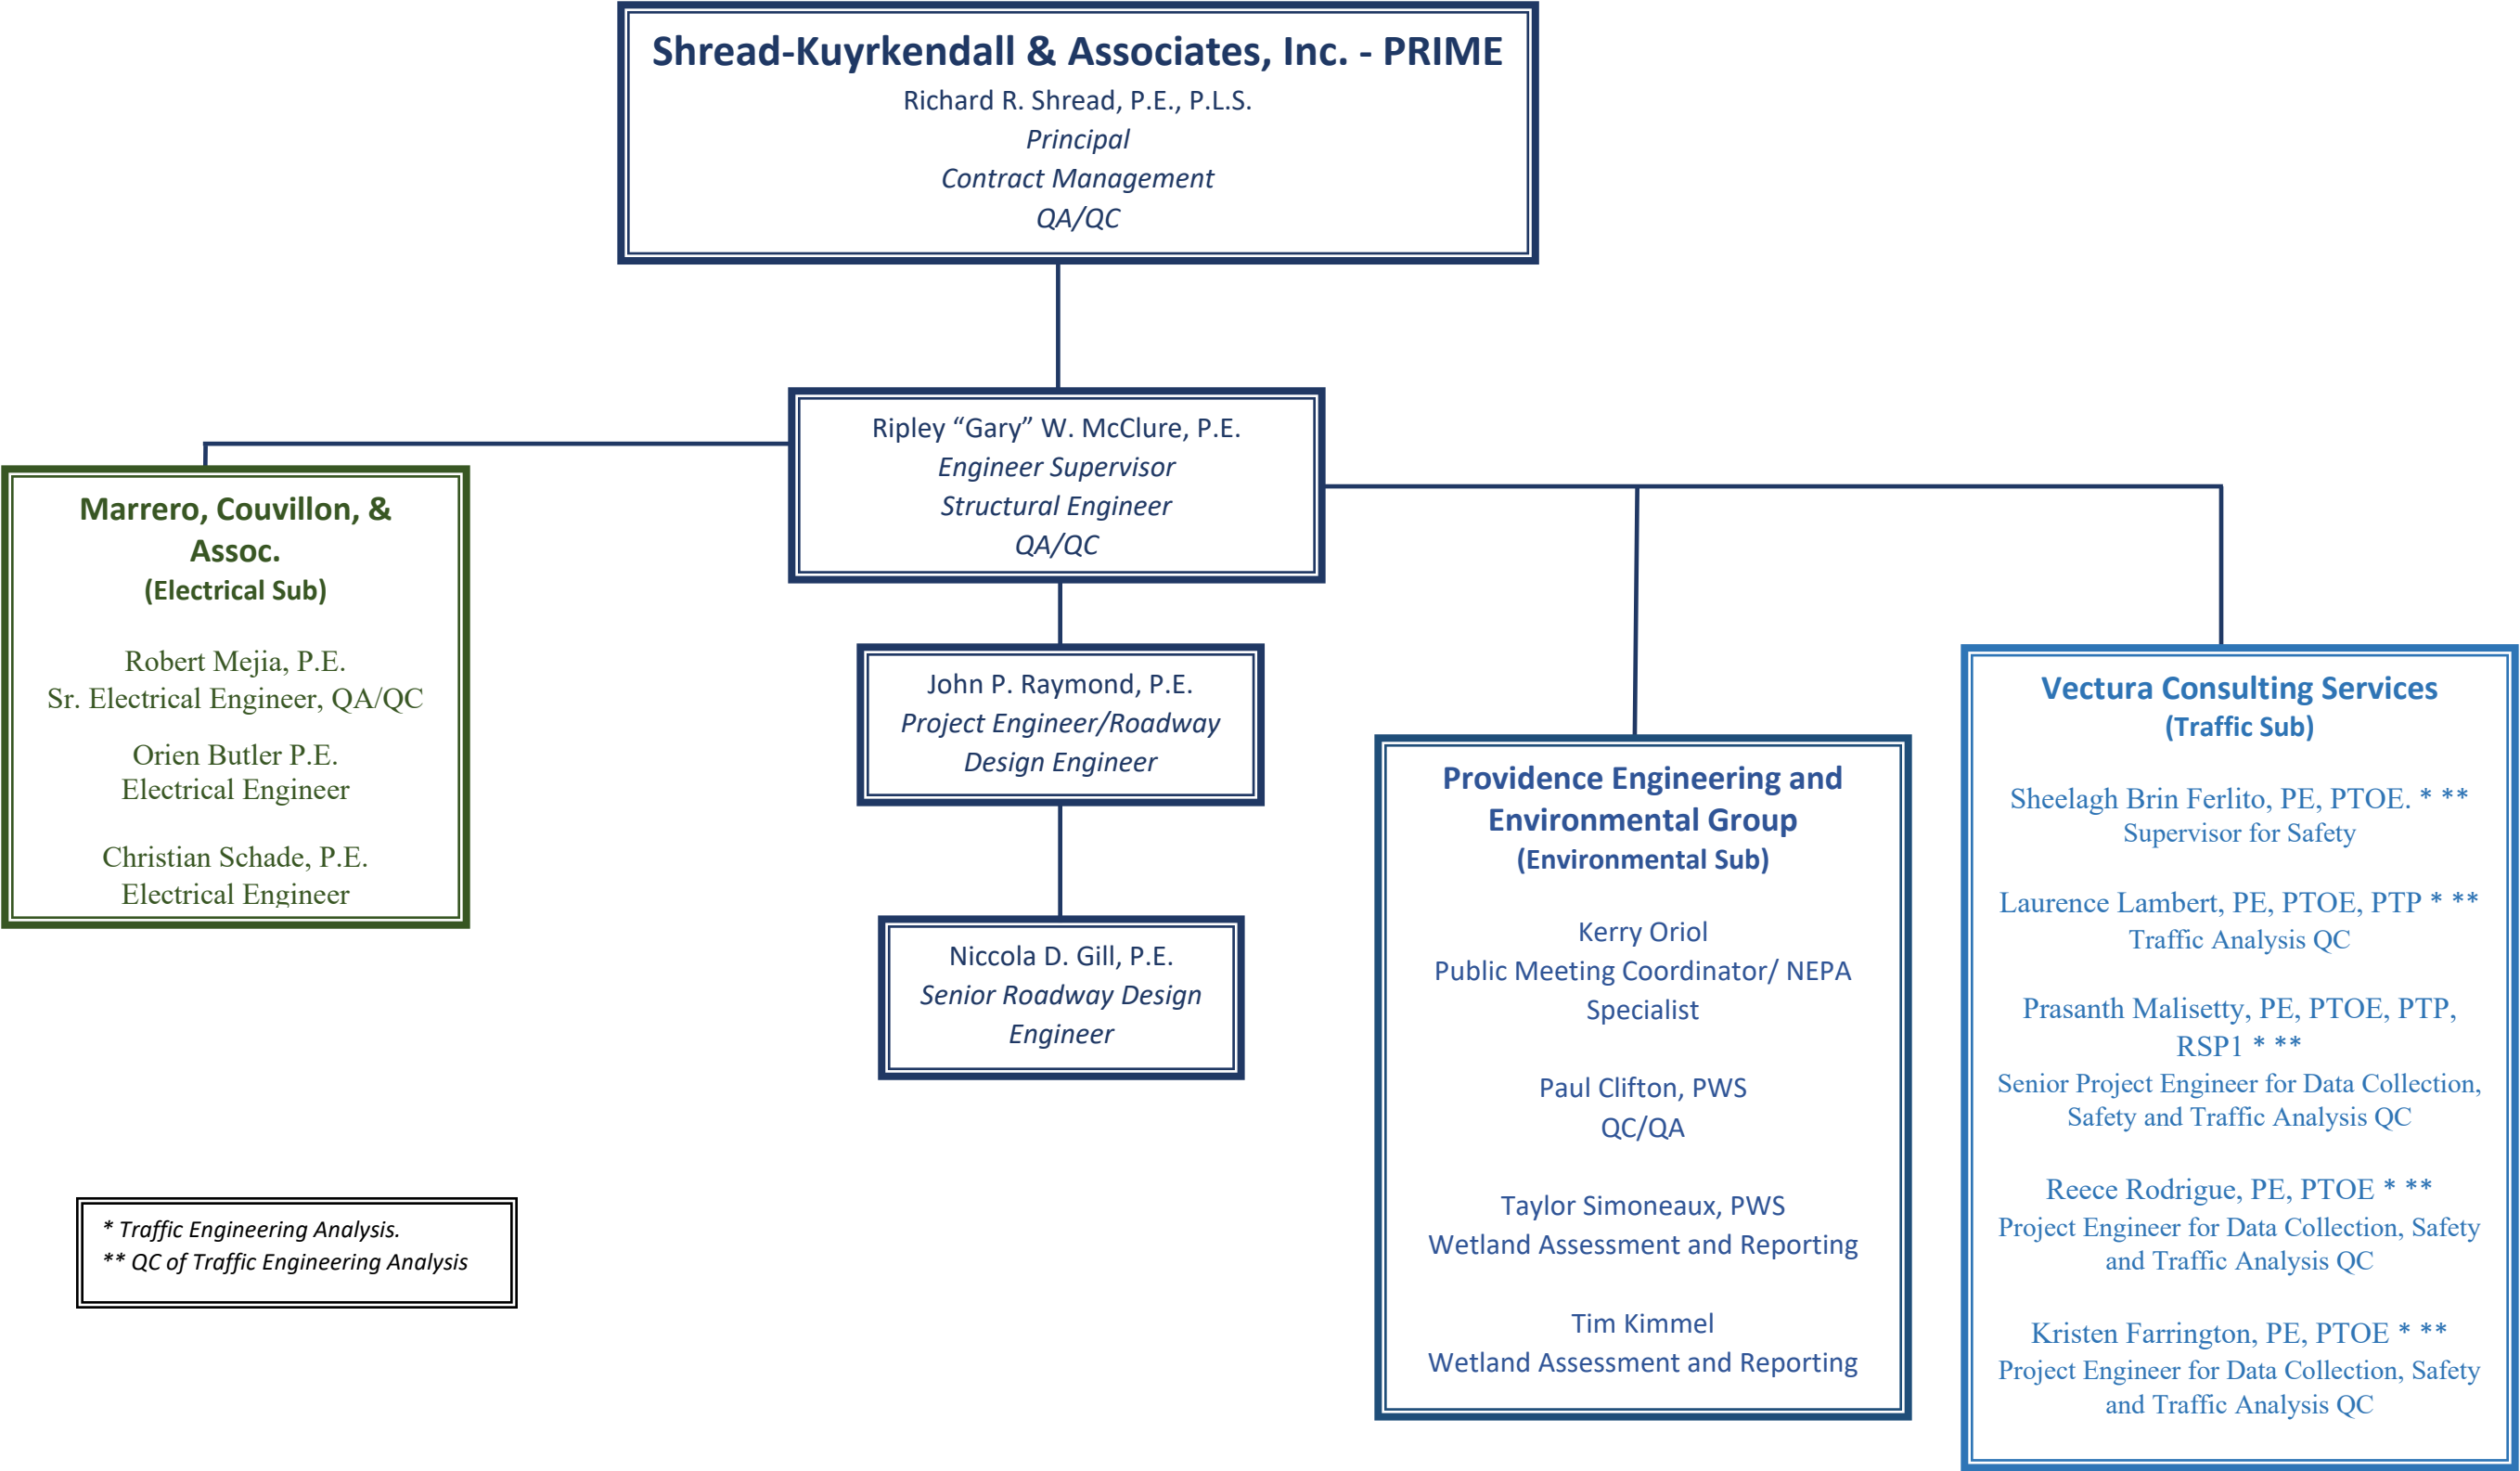 Shread-Kuyrkendall & Associates, Inc. - PRIME
Richard R. Shread, P.E., P.L.S.
Principal
Contract Management
QA/QC
Ripley “Gary” W. McClure, P.E.
Engineer Supervisor
Structural Engineer
QA/QC
Marrero, Couvillon, &
Assoc.
(Electrical Sub)
Robert Mejia, P.E.
Sr. Electrical Engineer, QA/QC
Orien Butler P.E.
Electrical Engineer
Christian Schade, P.E.
Electrical Engineer
John P. Raymond, P.E.
Project Engineer/Roadway
Design Engineer
Niccola D. Gill, P.E.
Senior Roadway Design
Engineer
Providence Engineering and
Environmental Group
(Environmental Sub)
Kerry Oriol
Public Meeting Coordinator/ NEPA
Specialist
Paul Clifton, PWS
QC/QA
Taylor Simoneaux, PWS
Wetland Assessment and Reporting
Tim Kimmel
Wetland Assessment and Reporting
Vectura Consulting Services
(Traffic Sub)
Sheelagh Brin Ferlito, PE, PTOE. * **
Supervisor for Safety
Laurence Lambert, PE, PTOE, PTP * **
Traffic Analysis QC
Prasanth Malisetty, PE, PTOE, PTP,
RSP1 * **
Senior Project Engineer for Data Collection,
Safety and Traffic Analysis QC
Reece Rodrigue, PE, PTOE * **
Project Engineer for Data Collection, Safety
and Traffic Analysis QC
Kristen Farrington, PE, PTOE * **
Project Engineer for Data Collection, Safety
and Traffic Analysis QC
* Traffic Engineering Analysis.
** QC of Traffic Engineering Analysis